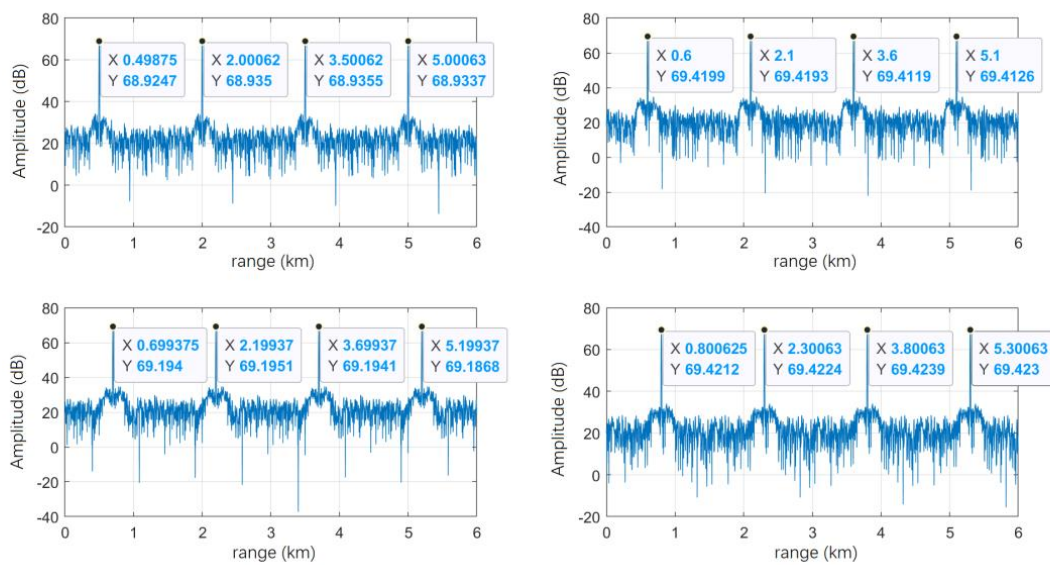 80
60
40
20
0
-20
Amplitude (dB)
X 0.49875
Y 68.9247
X 2.00062
Y 68.935
X 3.50062
Y 68.9355
X 5.00063
Y 68.9337
0 1 2 3 4 5 6
range (km)
80
60
40
20
0
-20
-40
Amplitude (dB)
X 0.6
Y 69.4199
X 2.1
Y 69.4193
X 3.6
Y 69.4119
X 5.1
Y 69.4126
0 1 2 3 4 5 6
range (km)
80
60
40
20
0
-20
-40
Amplitude (dB)
X 0.699375
Y 69.194
X 2.19937
Y 69.1951
X 3.69937
Y 69.1941
X 5.19937
Y 69.1868
0 1 2 3 4 5 6
range (km)
80
60
40
20
0
-20
Amplitude (dB)
X 0.800625
Y 69.4212
X 2.30063
Y 69.4224
X 3.80063
Y 69.4239
X 5.30063
Y 69.423
0 1 2 3 4 5 6
range (km)